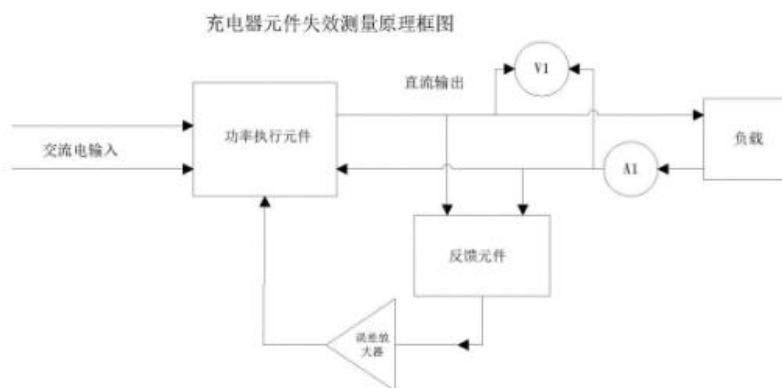 充电器元件失效测量原理框图
V1
直流输出
功率执行元件
负载
交流电输入
A1
反馈元件
误差放
大器